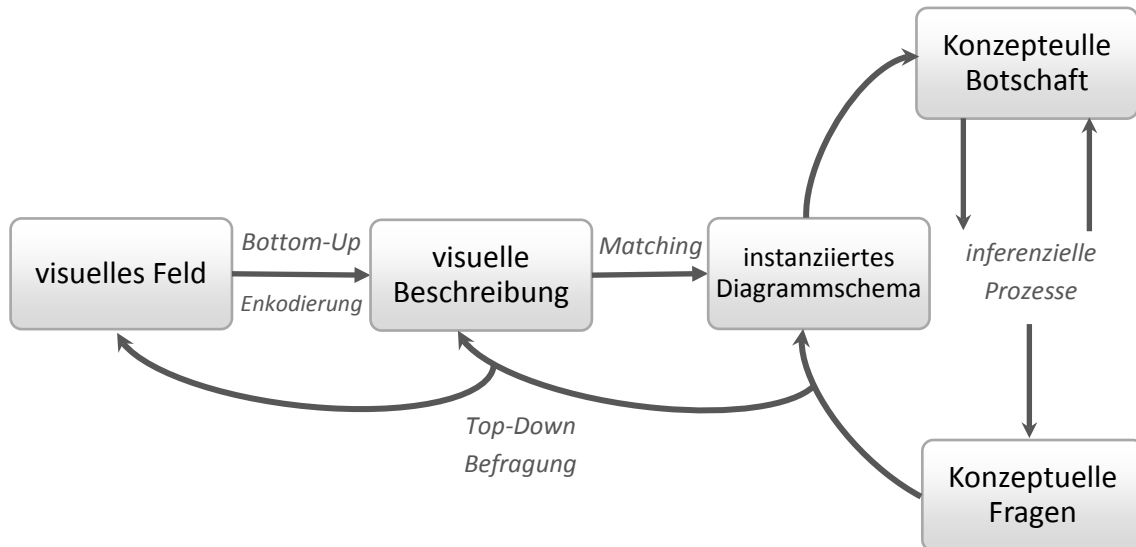 Konzepteulle
Botschaft
visuelles Feld
Bottom-Up
Enkodierung
visuelle
Beschreibung
Matching
instanziiertes
Diagrammschema
inferenzielle
Prozesse
Top-Down
Befragung
Konzeptuelle
Fragen